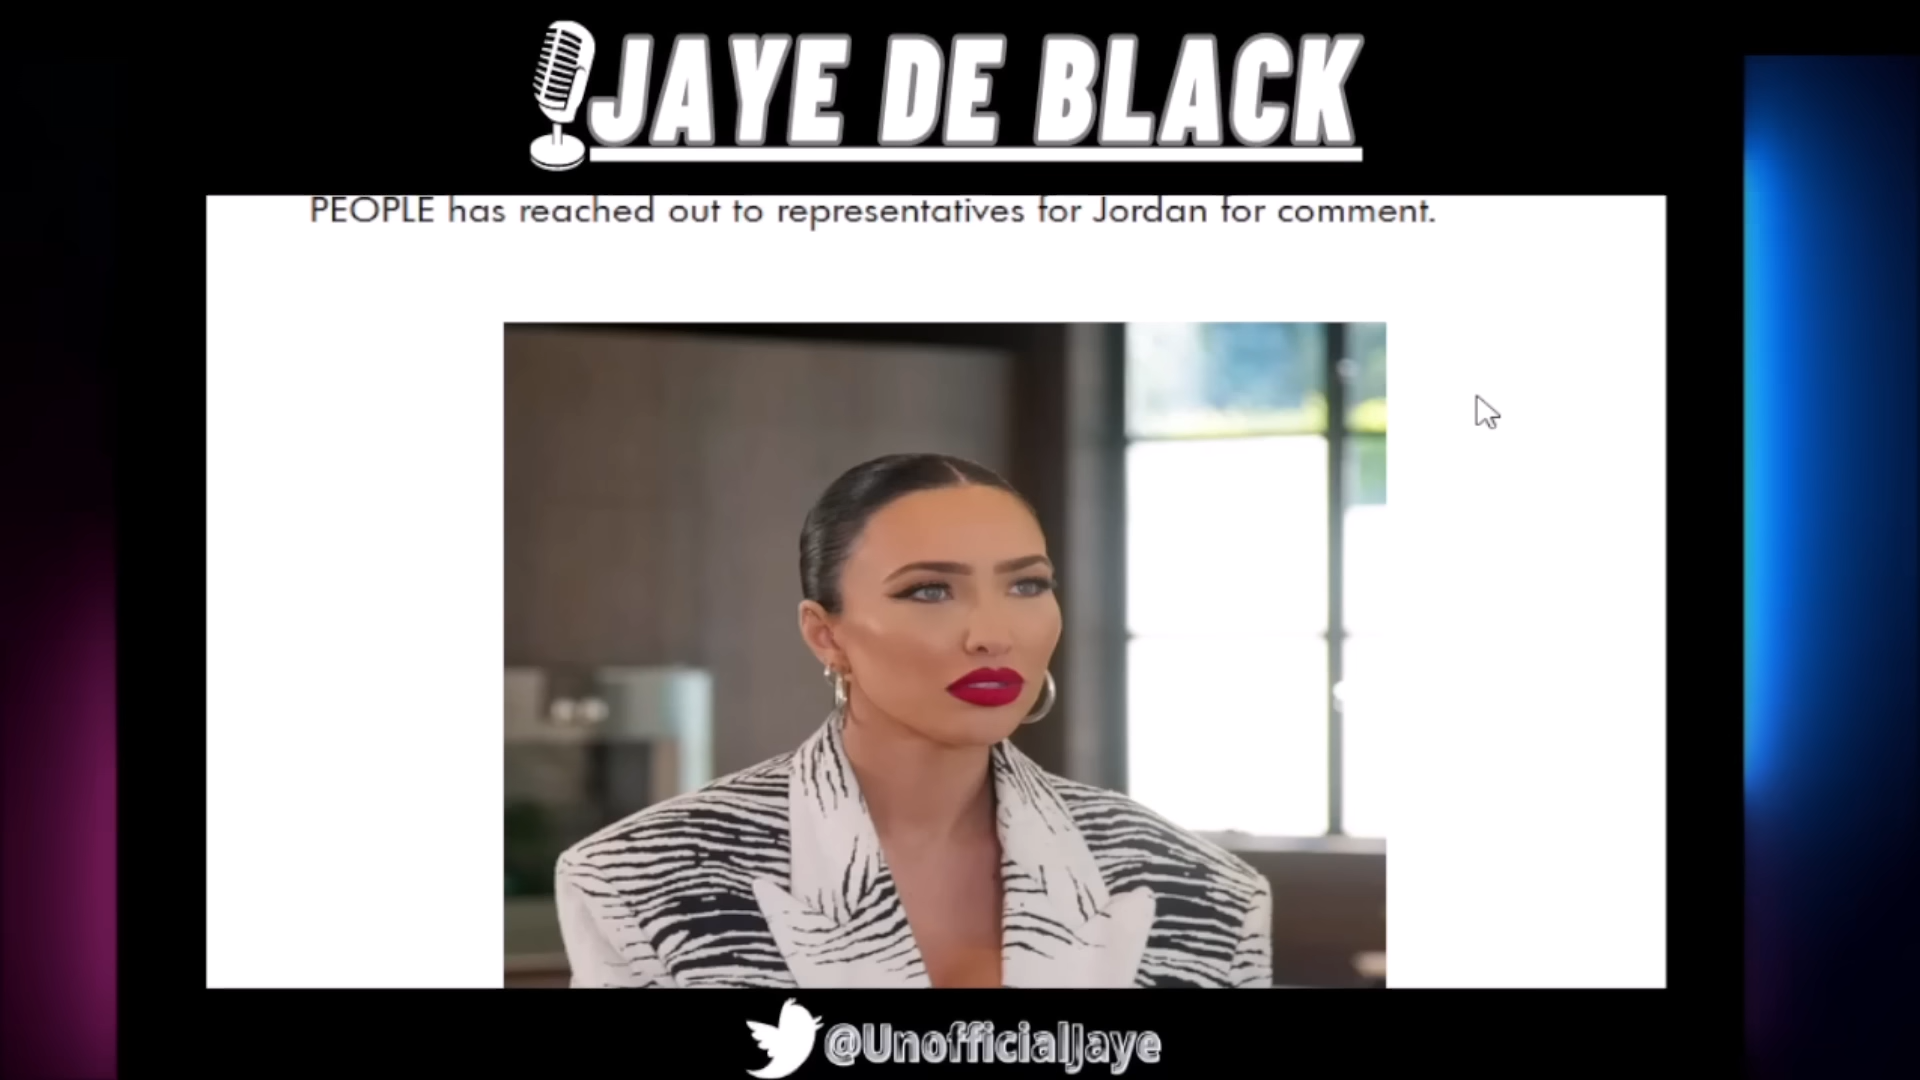 JAYE DE BLACK
PEOPLE has reached out to representatives for Jordan for comment.
@UnofficialJaye